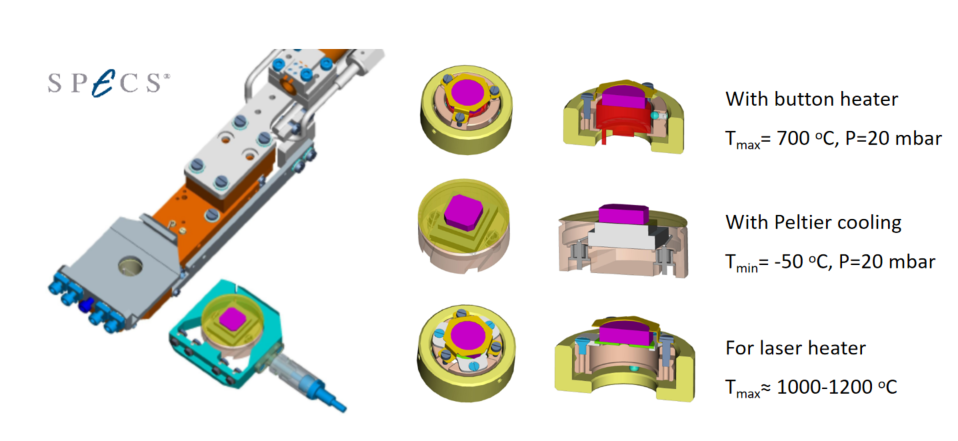 SPECS®
With button heater
Tmax= 700 ºC, P=20 mbar
With Peltier cooling
Tmin= -50 ºC, P=20 mbar
For laser heater
Tmax≈ 1000-1200 ºC